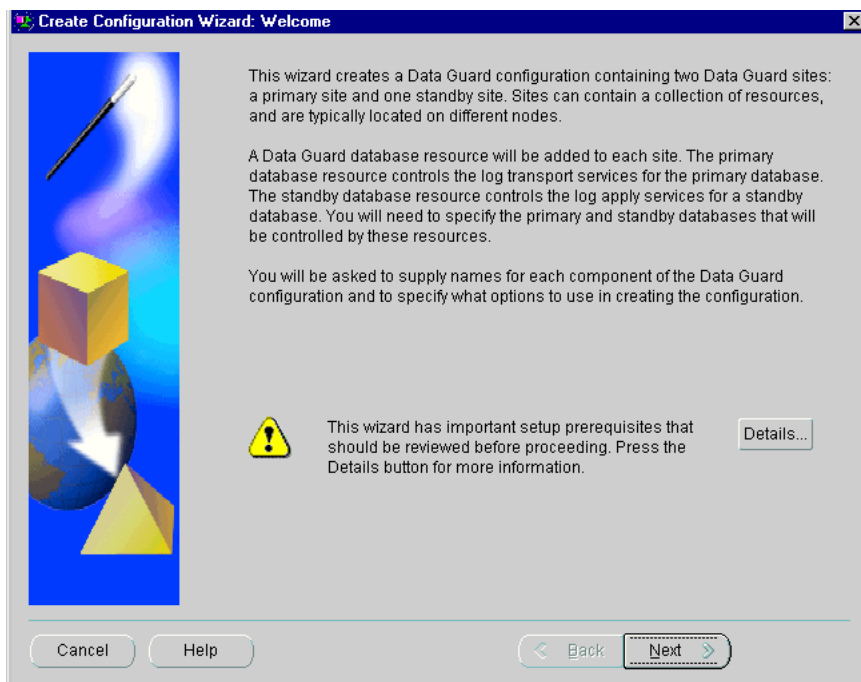 Create Configuration Wizard: Welcome
This wizard creates a Data Guard configuration containing two Data Guard sites:
a primary site and one standby site. Sites can contain a collection of resources,
and are typically located on different nodes.
A Data Guard database resource will be added to each site. The primary
database resource controls the log transport services for the primary database.
The standby database resource controls the log apply services for a standby
database. You will need to specify the primary and standby databases that will
be controlled by these resources.
You will be asked to supply names for each component of the Data Guard
configuration and to specify what options to use in creating the configuration.
This wizard has important setup prerequisites that
should be reviewed before proceeding. Press the
Details button for more information.
Details...
Cancel
Help
Back
Next